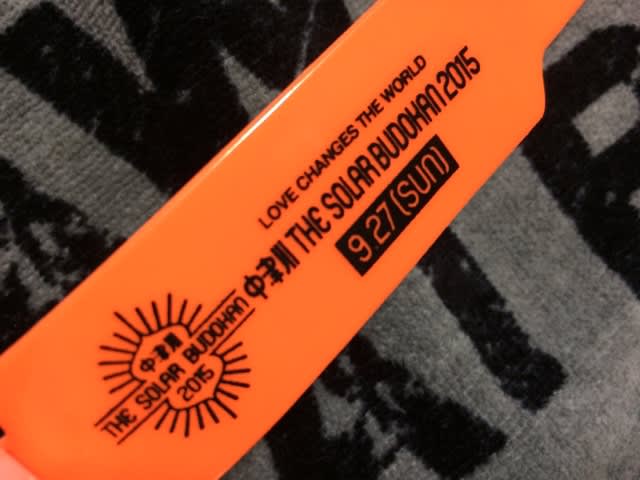 LOVE CHANGES THE WORLD
中津川 THE SOLAR BUDOKAN 2015
9.27(SUN)
中津川
THE SOLAR BUDOKAN
2015